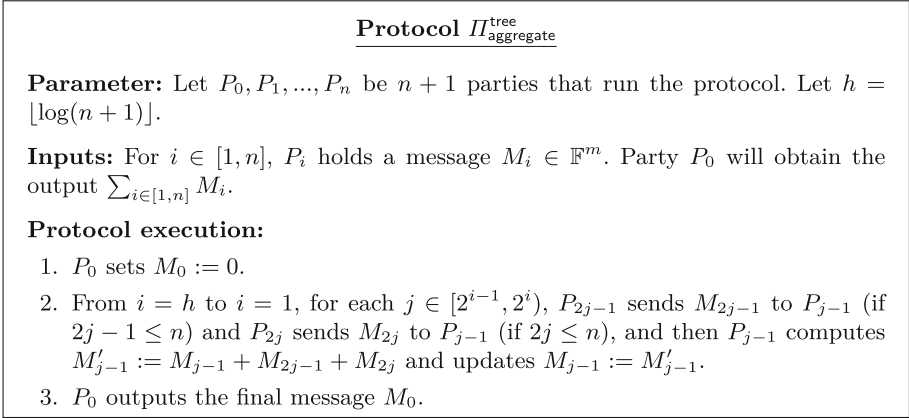 Protocol Π^tree_aggregate
Parameter: Let P_0, P_1, ..., P_n be n + 1 parties that run the protocol. Let h =
⌊log(n + 1)⌋.
Inputs: For i ∈ [1, n], P_i holds a message M_i ∈ 𝔽^m. Party P_0 will obtain the
output ∑_{i∈[1,n]} M_i.
Protocol execution:
1. P_0 sets M_0 := 0.
2. From i = h to i = 1, for each j ∈ [2^{i−1}, 2^i), P_{2j−1} sends M_{2j−1} to P_{j−1} (if
2j − 1 ≤ n) and P_{2j} sends M_{2j} to P_{j−1} (if 2j ≤ n), and then P_{j−1} computes
M′_{j−1} := M_{j−1} + M_{2j−1} + M_{2j} and updates M_{j−1} := M′_{j−1}.
3. P_0 outputs the final message M_0.